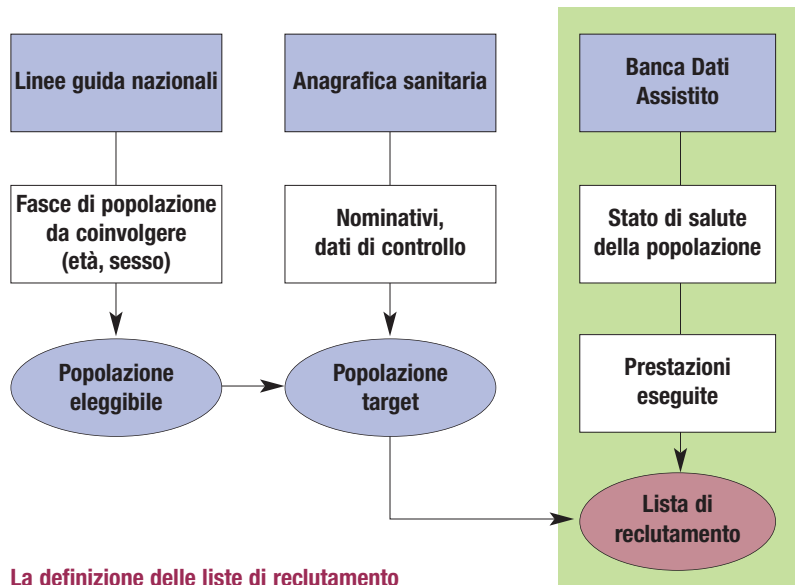 Linee guida nazionali
Anagrafica sanitaria
Banca Dati
Assistito
Fasce di popolazione
da coinvolgere
(età, sesso)
Nominativi,
dati di controllo
Stato di salute
della popolazione
Popolazione
eleggibile
Popolazione
target
Prestazioni
eseguite
Lista di
reclutamento
La definizione delle liste di reclutamento